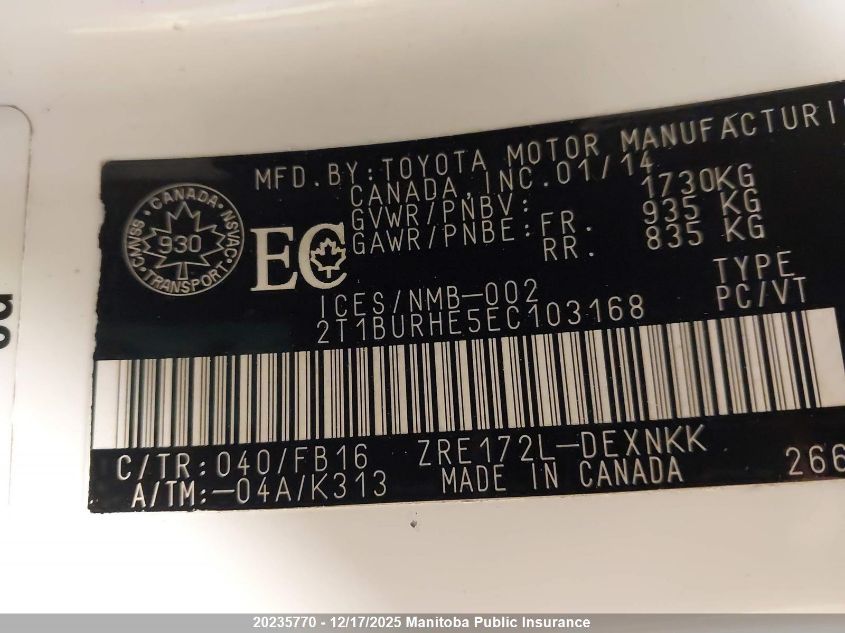 MFD.BY:TOYOTA MOTOR MANUFACTURI
CANADA,INC.01/14
GVWR/PNBV: 1730KG
GAWR/PNBE:FR. 935 KG
RR. 835 KG
CANADA
CMVSS · NSVAC
930
TRANSPORT
EC
ICES/NMB-002
TYPE
2T1BURHE5EC103168 PC/VT
C/TR:040/FB16 ZRE172L-DEXNKK
A/TM:-04A/K313 MADE IN CANADA 266
20235770 - 12/17/2025 Manitoba Public Insurance